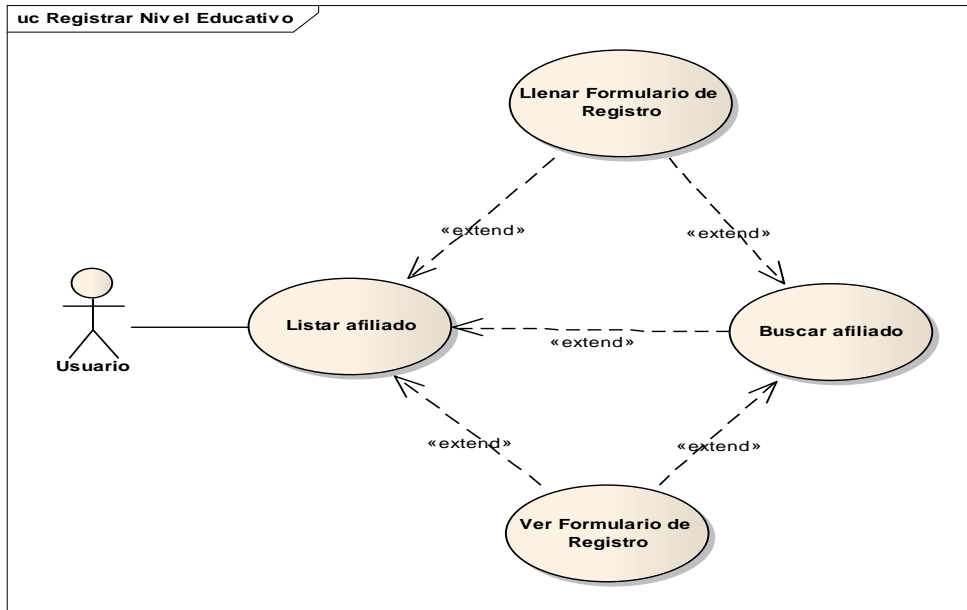 uc Registrar Nivel Educativo
Llenar Formulario de
Registro
«extend»
«extend»
Listar afiliado
«extend»
Buscar afiliado
Usuario
«extend»
«extend»
Ver Formulario de
Registro